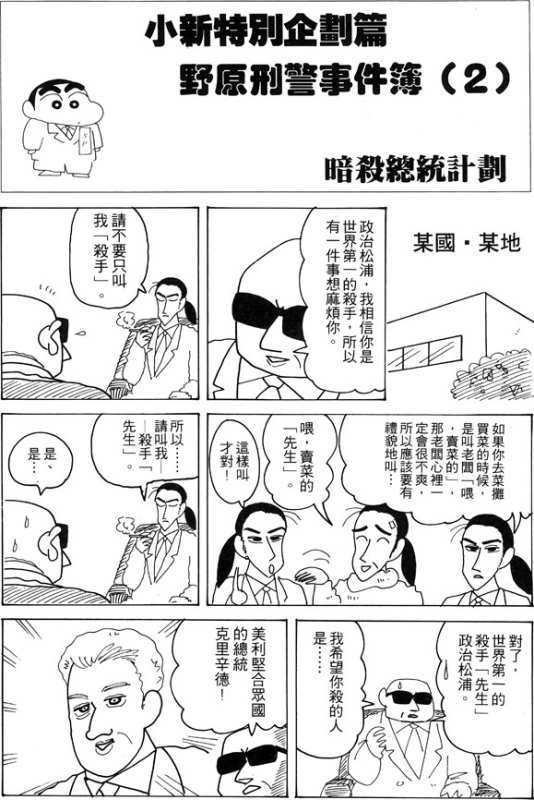 小新特別企劃篇
野原刑警事件簿（2）
暗殺總統計劃
某國・某地
政治松浦，我相信你是
世界第一的殺手，所以
有一件事想麻煩你。
請不要只叫
我「殺手」。
如果你去菜攤
買菜的時候，
是叫老闆「喂
，賣菜的」，
那老闆心裡一
定會很不爽，
所以應該要有
禮貌地叫…
喂，賣菜的
「先生」。
這樣叫
才對！
所以……
請叫我—
—殺手「
先生」。
是、
是…
對了，
世界第一的
殺手「先生」
政治松浦。
我希望你殺的人
是……
美利堅合眾國
的總統
克里辛德！